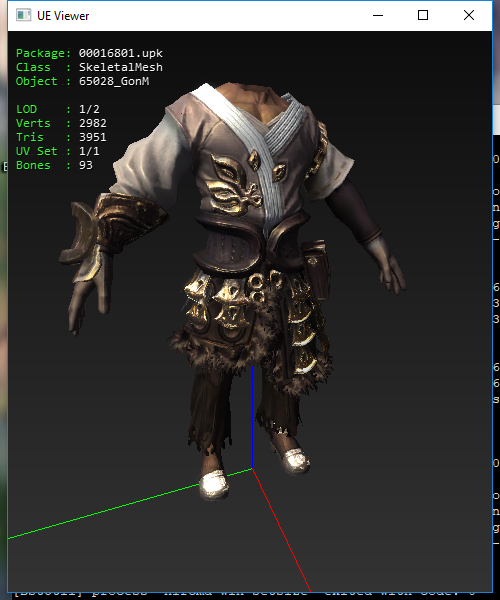 UE Viewer
Package: 00016801.upk
Class : SkeletalMesh
Object : 65028_GonM
LOD : 1/2
Verts : 2982
Tris : 3951
UV Set : 1/1
Bones : 93